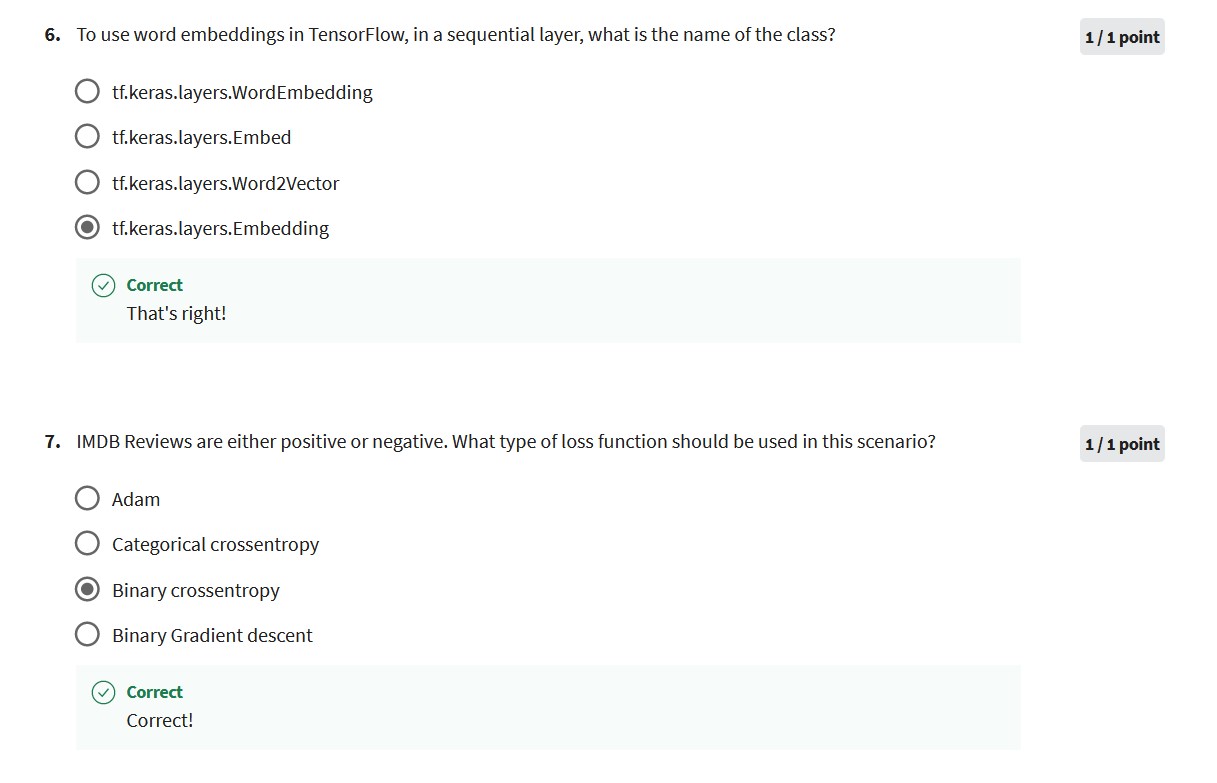 6. To use word embeddings in TensorFlow, in a sequential layer, what is the name of the class?
1 / 1 point
tf.keras.layers.WordEmbedding
tf.keras.layers.Embed
tf.keras.layers.Word2Vector
tf.keras.layers.Embedding
Correct
That's right!
7. IMDB Reviews are either positive or negative. What type of loss function should be used in this scenario?
1 / 1 point
Adam
Categorical crossentropy
Binary crossentropy
Binary Gradient descent
Correct
Correct!